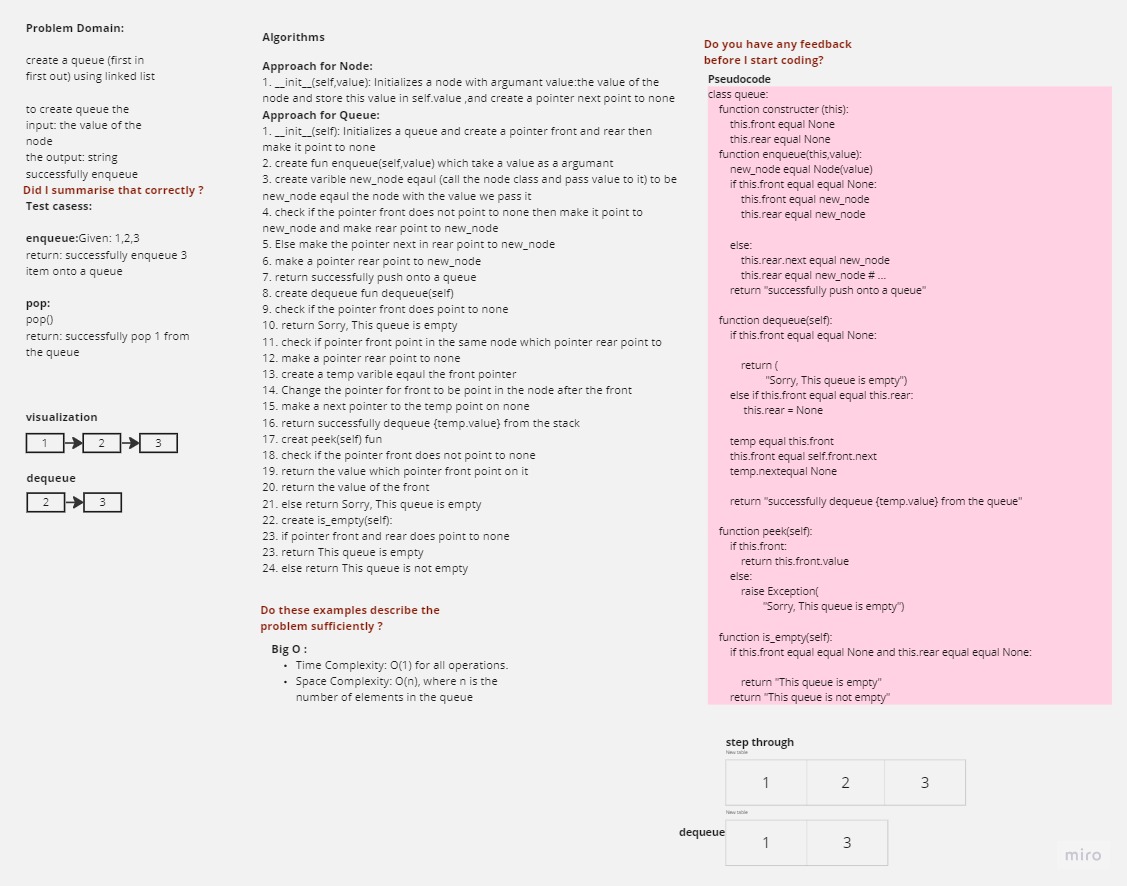 Problem Domain:
create a queue (first in
first out) using linked list
to create queue the
input: the value of the
node
the output: string
successfully enqueue
Did I summarise that correctly ?
Test casess:
enqueue:Given: 1,2,3
return: successfully enqueue 3
item onto a queue
pop:
pop()
return: successfully pop 1 from
the queue
visualization
1 2 3
dequeue
2 3
Algorithms
Approach for Node:
1. __init__(self,value): Initializes a node with argumant value:the value of the
node and store this value in self.value ,and create a pointer next point to none
Approach for Queue:
1. __init__(self): Initializes a queue and create a pointer front and rear then
make it point to none
2. create fun enqueue(self,value) which take a value as a argumant
3. create varible new_node eqaul (call the node class and pass value to it) to be
new_node eqaul the node with the value we pass it
4. check if the pointer front does not point to none then make it point to
new_node and make rear point to new_node
5. Else make the pointer next in rear point to new_node
6. make a pointer rear point to new_node
7. return successfully push onto a queue
8. create dequeue fun dequeue(self)
9. check if the pointer front does point to none
10. return Sorry, This queue is empty
11. check if pointer front point in the same node which pointer rear point to
12. make a pointer rear point to none
13. create a temp varible eqaul the front pointer
14. Change the pointer for front to be point in the node after the front
15. make a next pointer to the temp point on none
16. return successfully dequeue {temp.value} from the stack
17. creat peek(self) fun
18. check if the pointer front does not point to none
19. return the value which pointer front point on it
20. return the value of the front
21. else return Sorry, This queue is empty
22. create is_empty(self):
23. if pointer front and rear does point to none
23. return This queue is empty
24. else return This queue is not empty
Do these examples describe the
problem sufficiently ?
Big O :
• Time Complexity: O(1) for all operations.
• Space Complexity: O(n), where n is the
number of elements in the queue
Do you have any feedback
before I start coding?
Pseudocode
class queue:
function constructer (this):
this.front equal None
this.rear equal None
function enqueue(this,value):
new_node equal Node(value)
if this.front equal equal None:
this.front equal new_node
this.rear equal new_node
else:
this.rear.next equal new_node
this.rear equal new_node # ...
return "successfully push onto a queue"
function dequeue(self):
if this.front equal equal None:
return (
"Sorry, This queue is empty")
else if this.front equal equal this.rear:
this.rear = None
temp equal this.front
this.front equal self.front.next
temp.nextequal None
return "successfully dequeue {temp.value} from the queue"
function peek(self):
if this.front:
return this.front.value
else:
raise Exception(
"Sorry, This queue is empty")
function is_empty(self):
if this.front equal equal None and this.rear equal equal None:
return "This queue is empty"
return "This queue is not empty"
step through
New table
1 2 3
New table
dequeue 1 3
miro